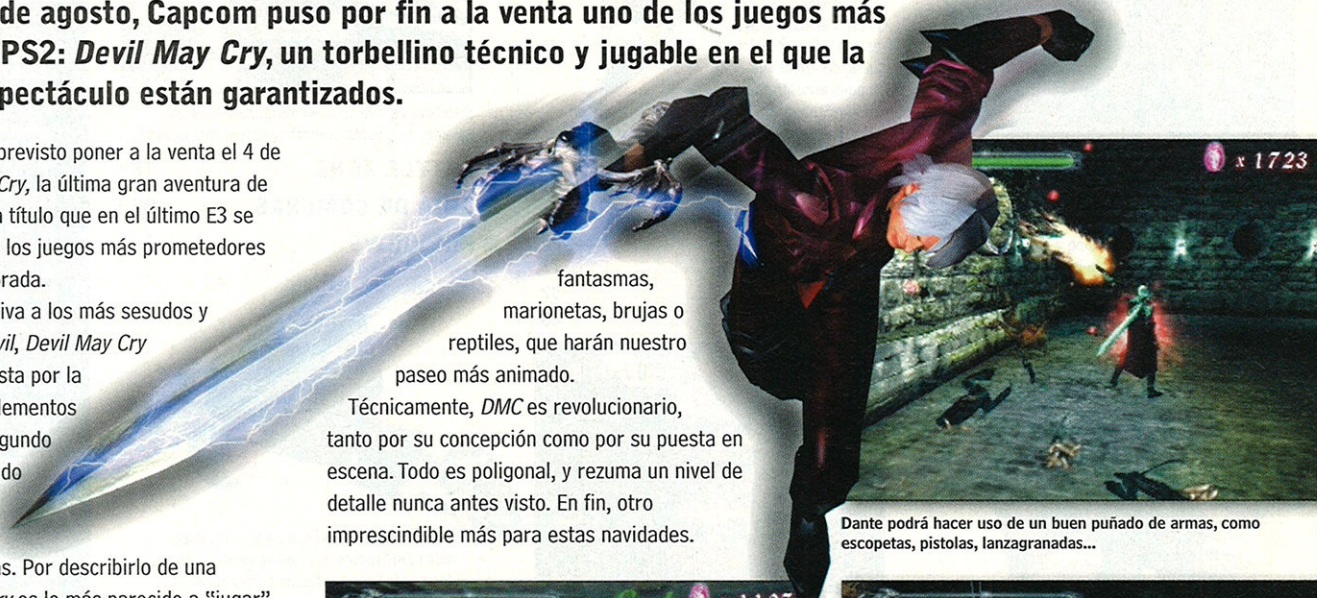 de agosto, Capcom puso por fin a la venta uno de los juegos más
PS2: Devil May Cry, un torbellino técnico y jugable en el que la
pectáculo están garantizados.
previsto poner a la venta el 4 de
Cry, la última gran aventura de
título que en el último E3 se
los juegos más prometedores
rada.
iva a los más sesudos y
vil, Devil May Cry
sta por la
lementos
gundo
do
as. Por describirlo de una
es lo más parecido a "jugar"
fantasmas,
marionetas, brujas o
reptiles, que harán nuestro
paseo más animado.
Técnicamente, DMC es revolucionario,
tanto por su concepción como por su puesta en
escena. Todo es poligonal, y rezuma un nivel de
detalle nunca antes visto. En fin, otro
imprescindible más para estas navidades.
x 1723
Dante podrá hacer uso de un buen puñado de armas, como
escopetas, pistolas, lanzagranadas...